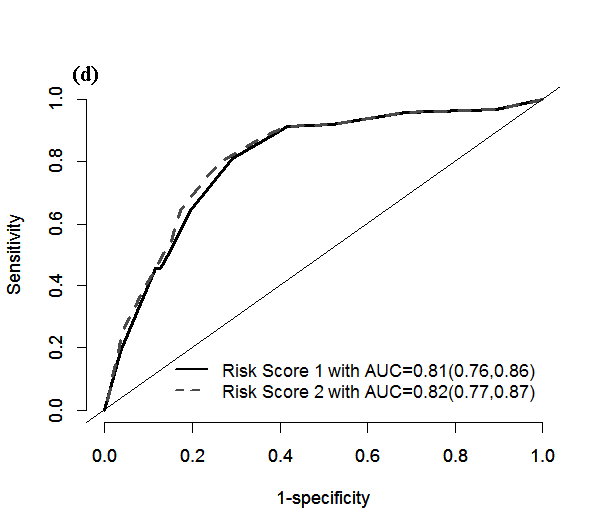 (d)
1.0
0.8
0.6
0.4
0.2
0.0
Sensitivity
Risk Score 1 with AUC=0.81(0.76,0.86)
Risk Score 2 with AUC=0.82(0.77,0.87)
0.0 0.2 0.4 0.6 0.8 1.0
1-specificity